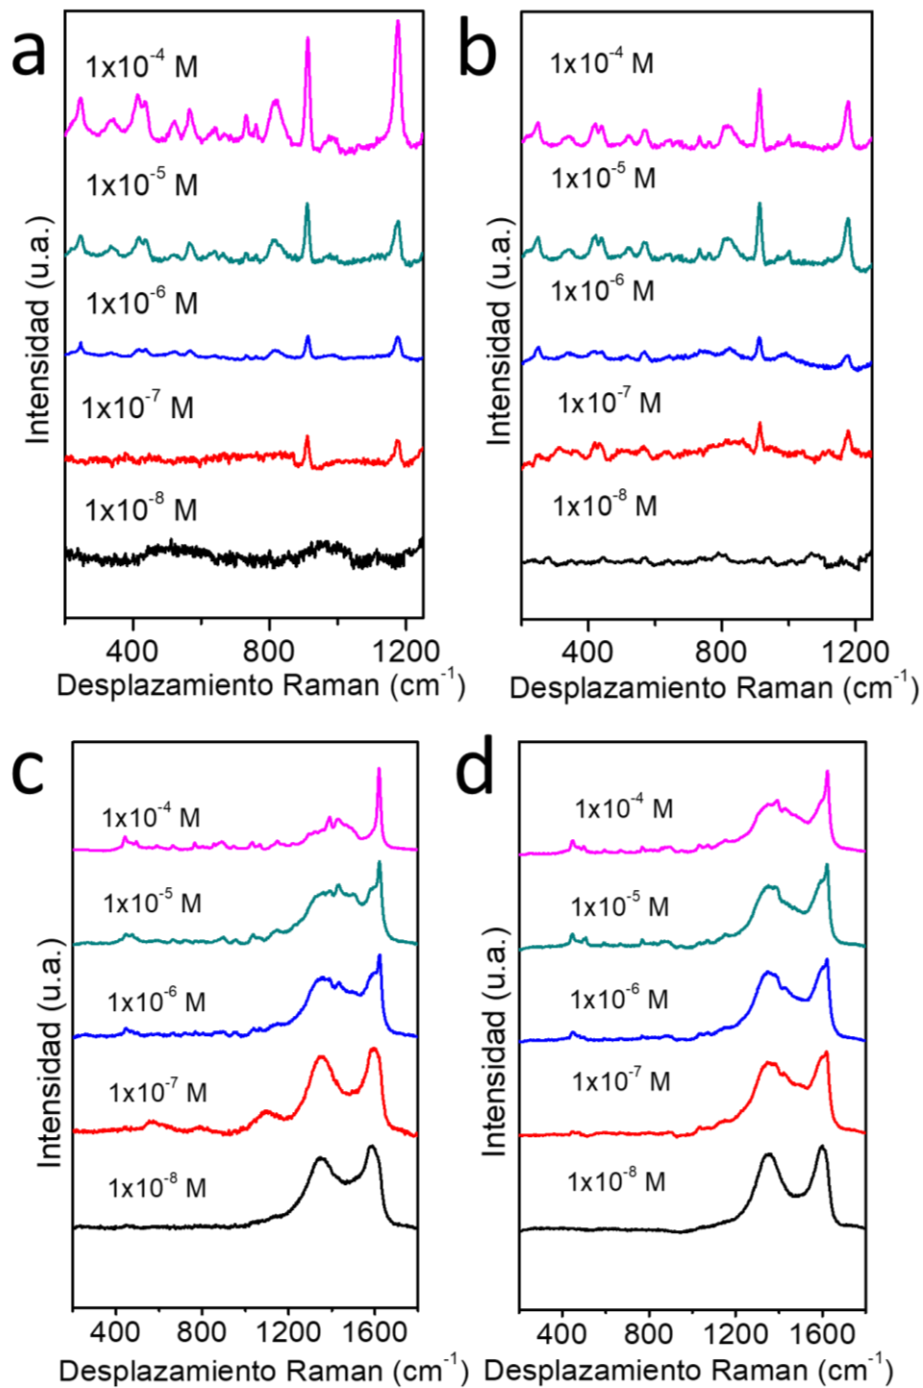 a
1x10⁻⁴ M
1x10⁻⁵ M
1x10⁻⁶ M
1x10⁻⁷ M
1x10⁻⁸ M
Intensidad (u.a.)
400 800 1200
Desplazamiento Raman (cm⁻¹)
b
1x10⁻⁴ M
1x10⁻⁵ M
1x10⁻⁶ M
1x10⁻⁷ M
1x10⁻⁸ M
Intensidad (u.a.)
400 800 1200
Desplazamiento Raman (cm⁻¹)
c
1x10⁻⁴ M
1x10⁻⁵ M
1x10⁻⁶ M
1x10⁻⁷ M
1x10⁻⁸ M
Intensidad (u.a.)
400 800 1200 1600
Desplazamiento Raman (cm⁻¹)
d
1x10⁻⁴ M
1x10⁻⁵ M
1x10⁻⁶ M
1x10⁻⁷ M
1x10⁻⁸ M
Intensidad (u.a.)
400 800 1200 1600
Desplazamiento Raman (cm⁻¹)